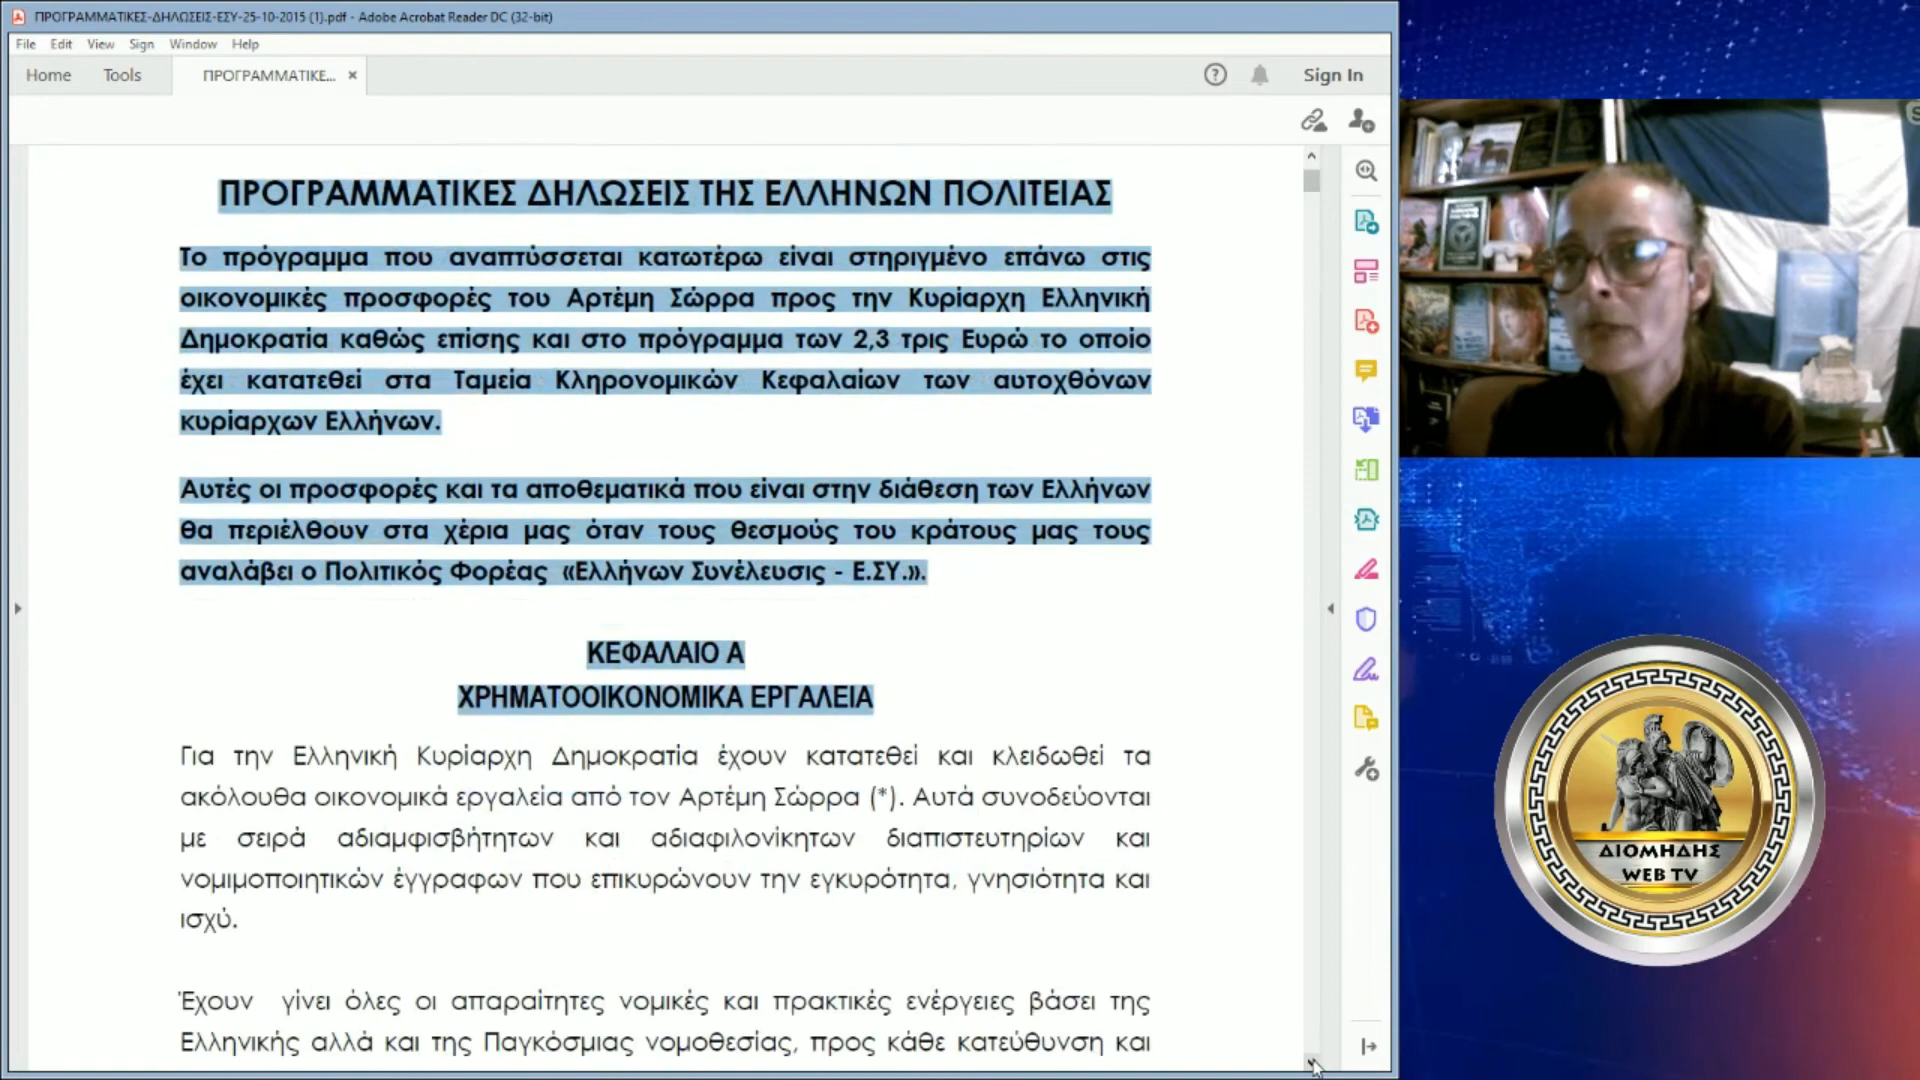 ΠΡΟΓΡΑΜΜΑΤΙΚΕΣ-ΔΗΛΩΣΕΙΣ-ΕΣΥ-25-10-2015 (1).pdf - Adobe Acrobat Reader DC (32-bit)
File Edit View Sign Window Help
Home Tools ΠΡΟΓΡΑΜΜΑΤΙΚΕ... × Sign In
ΠΡΟΓΡΑΜΜΑΤΙΚΕΣ ΔΗΛΩΣΕΙΣ ΤΗΣ ΕΛΛΗΝΩΝ ΠΟΛΙΤΕΙΑΣ
Το πρόγραμμα που αναπτύσσεται κατωτέρω είναι στηριγμένο επάνω στις
οικονομικές προσφορές του Αρτέμη Σώρρα προς την Κυρίαρχη Ελληνική
Δημοκρατία καθώς επίσης και στο πρόγραμμα των 2,3 τρις Ευρώ το οποίο
έχει κατατεθεί στα Ταμεία Κληρονομικών Κεφαλαίων των αυτοχθόνων
κυρίαρχων Ελλήνων.
Αυτές οι προσφορές και τα αποθεματικά που είναι στην διάθεση των Ελλήνων
θα περιέλθουν στα χέρια μας όταν τους θεσμούς του κράτους μας τους
αναλάβει ο Πολιτικός Φορέας «Ελλήνων Συνέλευσις - Ε.ΣΥ.».
ΚΕΦΑΛΑΙΟ Α
ΧΡΗΜΑΤΟΟΙΚΟΝΟΜΙΚΑ ΕΡΓΑΛΕΙΑ
Για την Ελληνική Κυρίαρχη Δημοκρατία έχουν κατατεθεί και κλειδωθεί τα
ακόλουθα οικονομικά εργαλεία από τον Αρτέμη Σώρρα (*). Αυτά συνοδεύονται
με σειρά αδιαμφισβήτητων και αδιαφιλονίκητων διαπιστευτηρίων και
νομιμοποιητικών έγγραφων που επικυρώνουν την εγκυρότητα, γνησιότητα και
ισχύ.
Έχουν γίνει όλες οι απαραίτητες νομικές και πρακτικές ενέργειες βάσει της
Ελληνικής αλλά και της Παγκόσμιας νομοθεσίας, προς κάθε κατεύθυνση και
ΔΙΟΜΗΔΗΣ
WEB TV